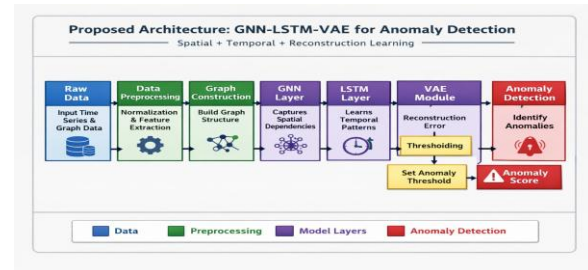 Proposed Architecture: GNN-LSTM-VAE for Anomaly Detection
Spatial + Temporal + Reconstruction Learning
Raw
Data
Input Time
Series &
Graph Data
Data
Preprocessing
Normalization
& Feature
Extraction
Graph
Construction
Build Graph
Structure
GNN
Layer
Captures
Spatial
Dependencies
LSTM
Layer
Learns
Temporal
Patterns
VAE
Module
Reconstruction
Error
Thresholding
Set Anomaly
Threshold
Anomaly
Detection
Identify
Anomalies
Anomaly
Score
Data
Preprocessing
Model Layers
Anomaly Detection